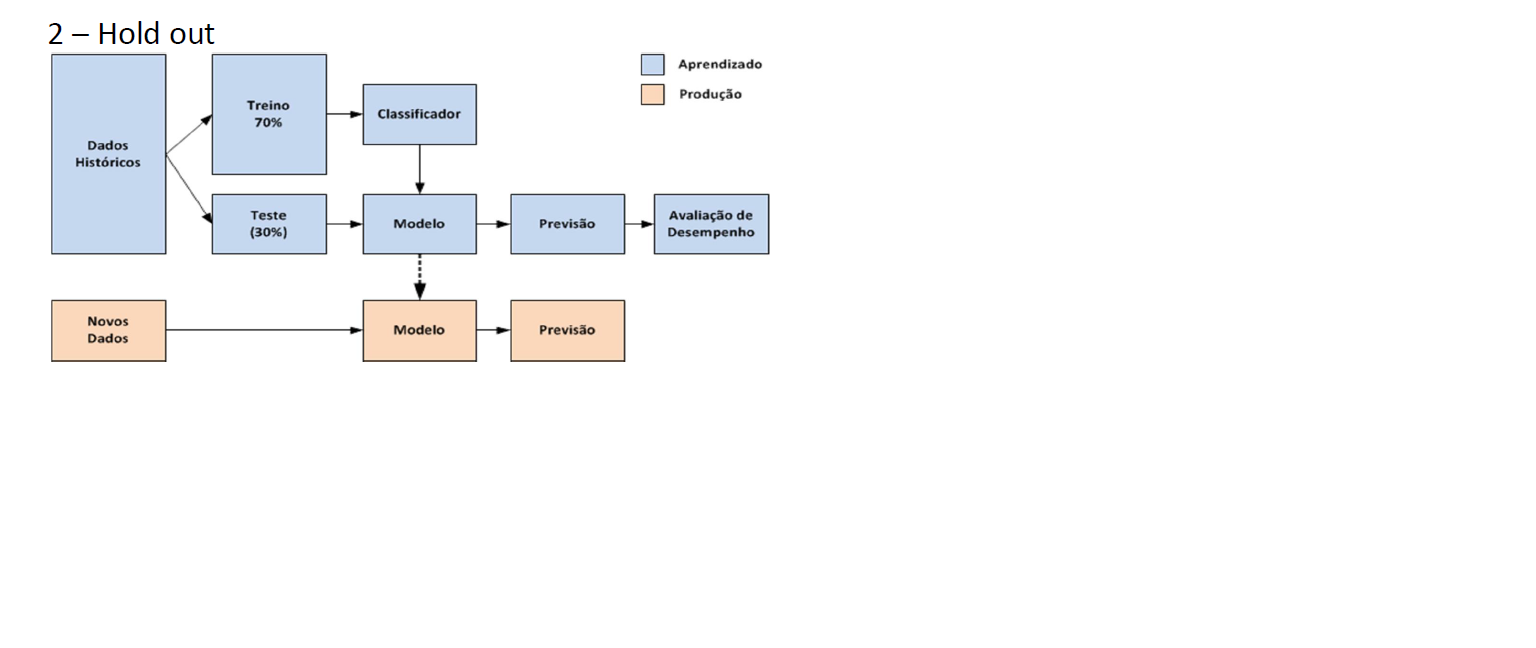 2 – Hold out
Aprendizado
Produção
Dados
Históricos
Treino
70%
Classificador
Teste
(30%)
Modelo
Previsão
Avaliação de
Desempenho
Novos
Dados
Modelo
Previsão